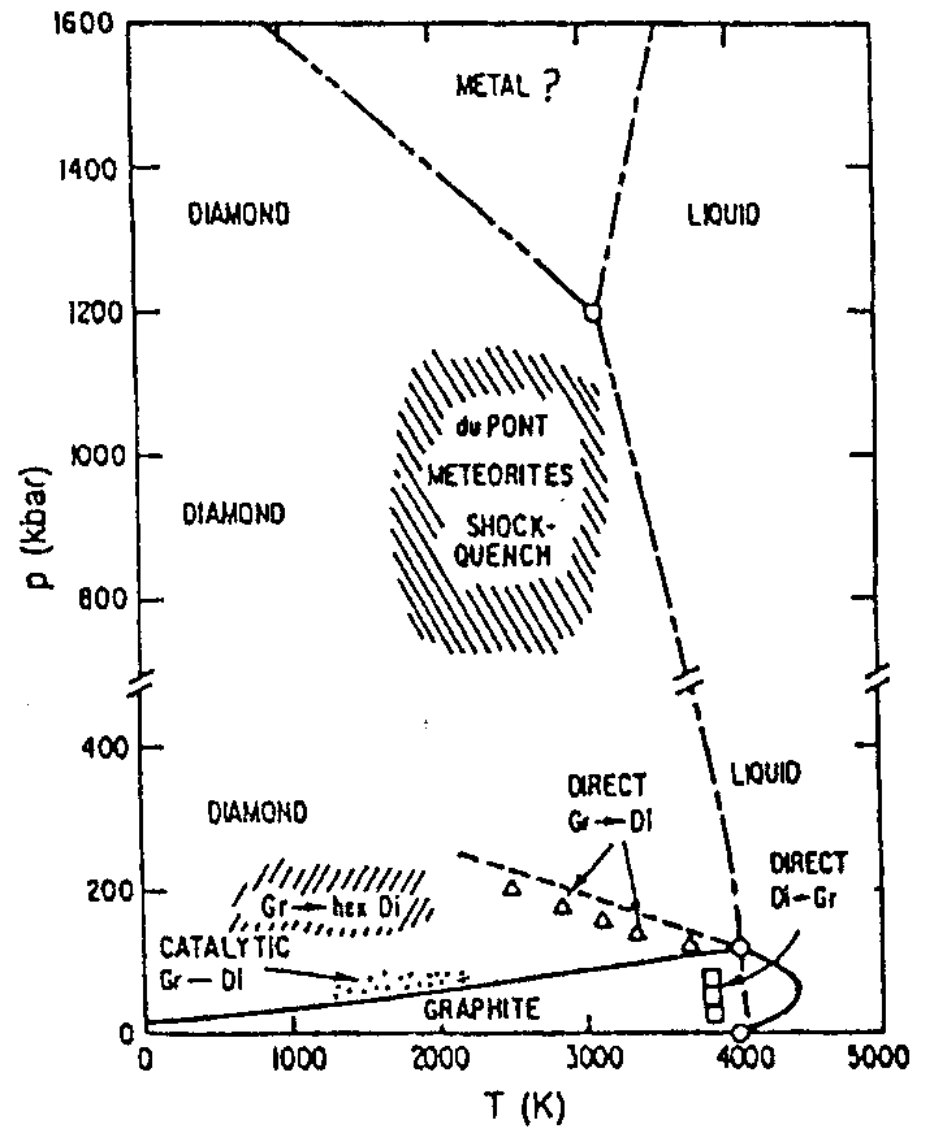 1600
METAL ?
1400
DIAMOND
LIQUID
1200
du PONT
1000
METEORITES
DIAMOND
SHOCK-
QUENCH
p (kbar)
800
400
LIQUID
DIRECT
Gr → Di
DIAMOND
DIRECT
Di → Gr
200
Gr → hex Di
CATALYTIC
Gr — Di
GRAPHITE
0
0 1000 2000 3000 4000 5000
T (K)